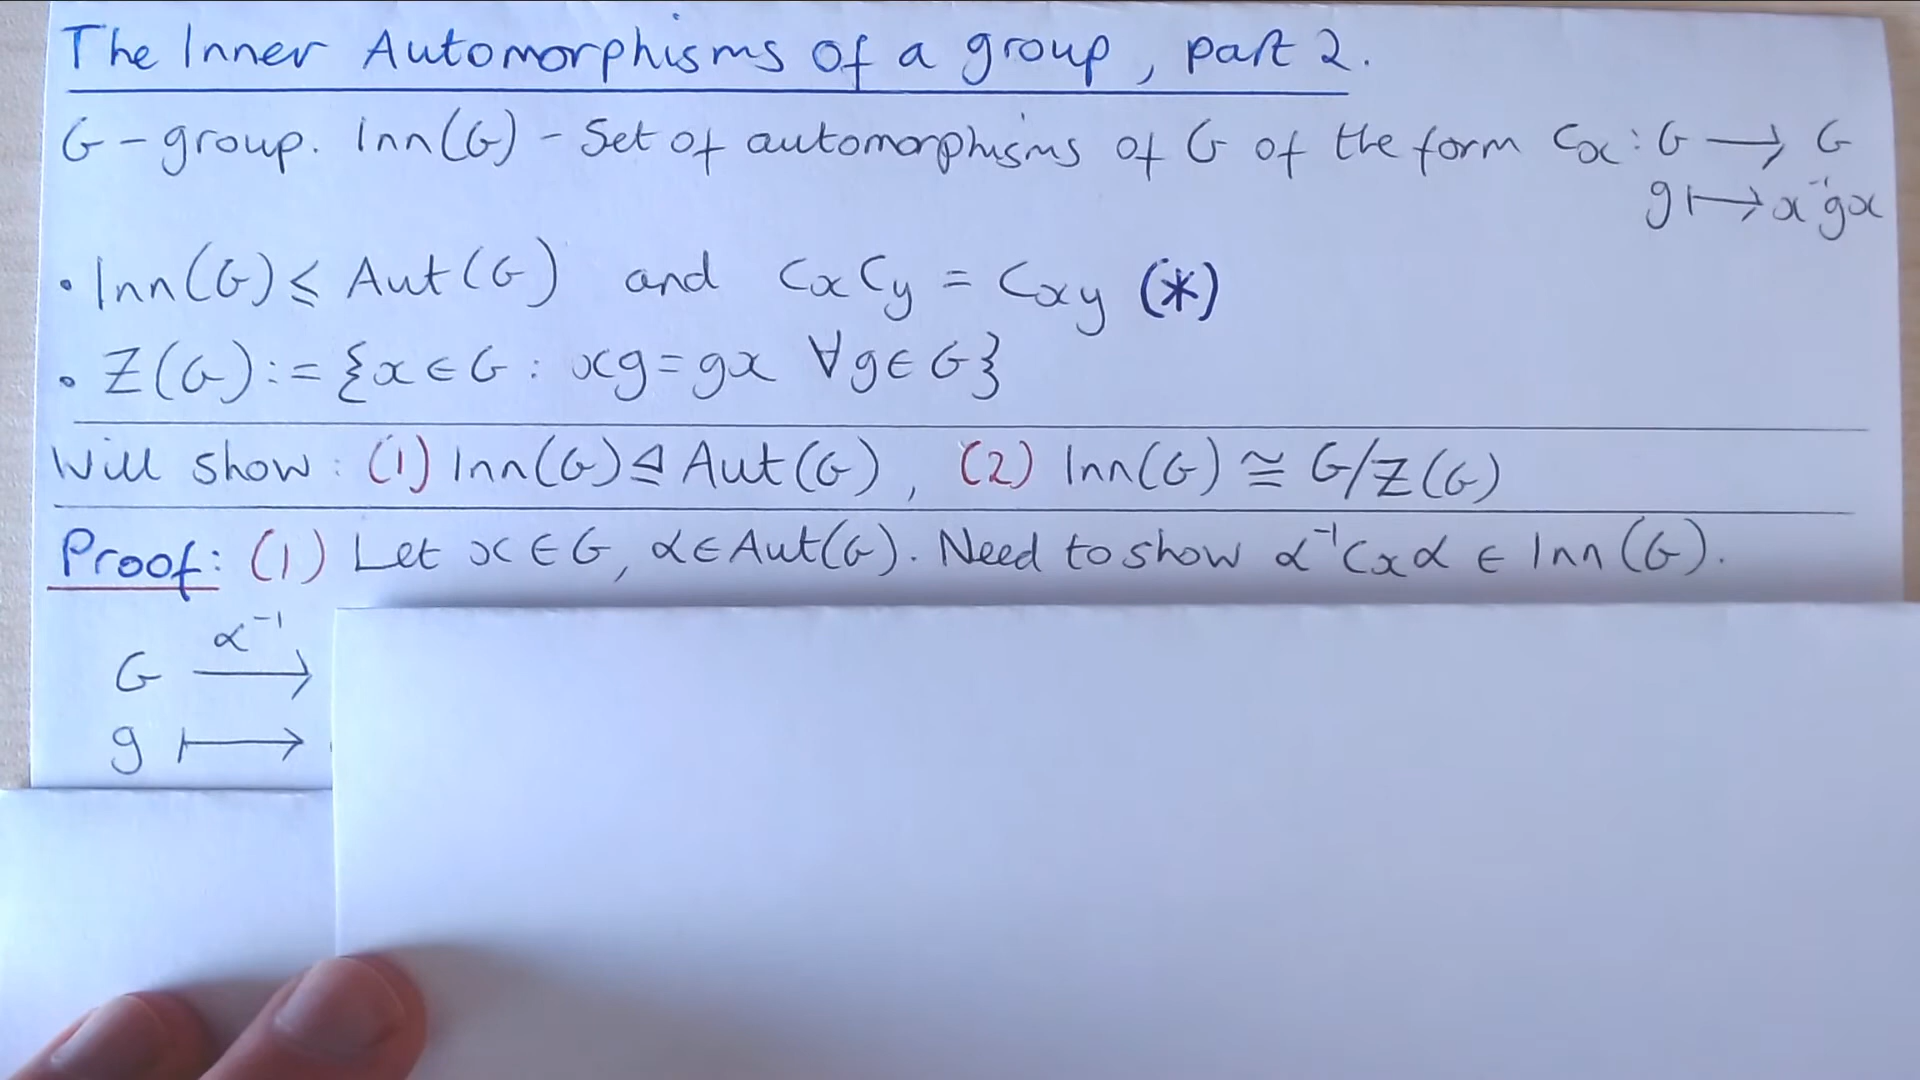 The Inner Automorphisms of a group, part 2.
G - group. Inn(G) - Set of automorphisms of G of the form Cx : G ⟶ G
g ⟼ x⁻¹gx
• Inn(G) ≤ Aut(G) and CxCy = Cxy (*)
• Z(G) := {x ∈ G : xg = gx ∀g ∈ G}
Will show : (1) Inn(G) ⊴ Aut(G) , (2) Inn(G) ≅ G/Z(G)
Proof: (1) Let x ∈ G, α ∈ Aut(G). Need to show α⁻¹Cxα ∈ Inn(G).
α⁻¹
G ⟶
g ⟼